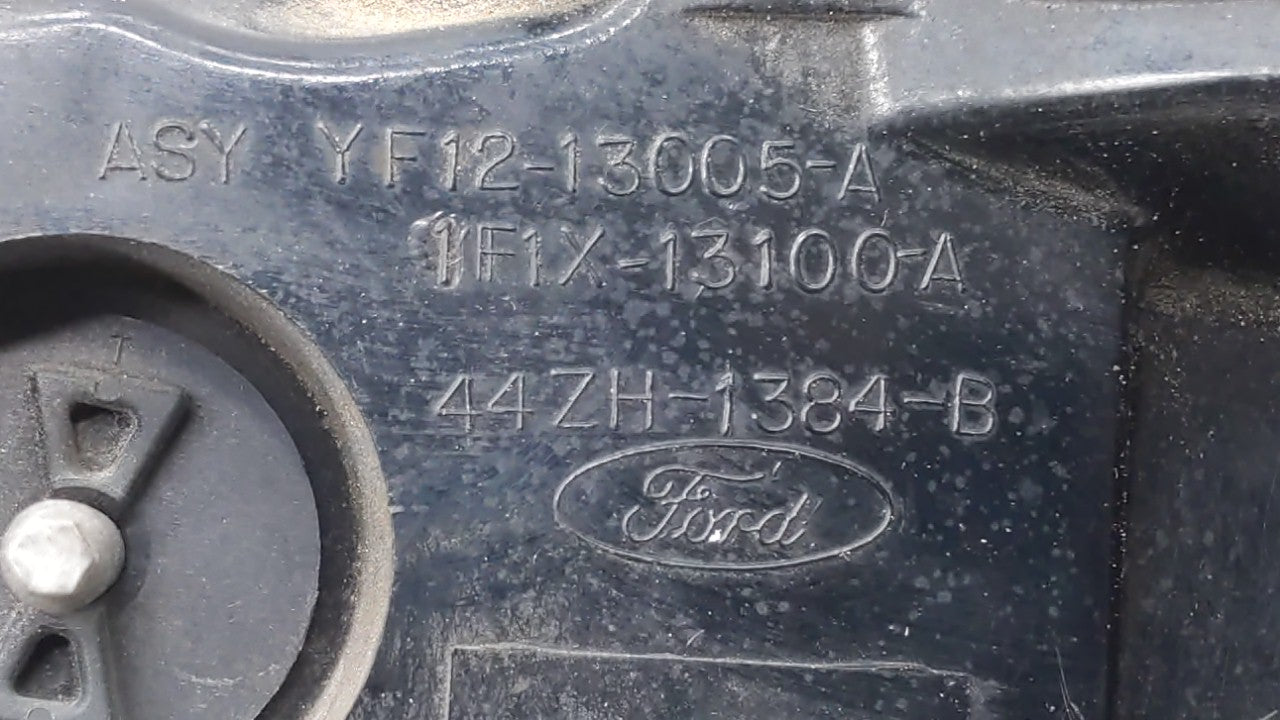 ASY YF12-13005-A
1F1X-13100-A
44ZH-1384-B
Ford
T